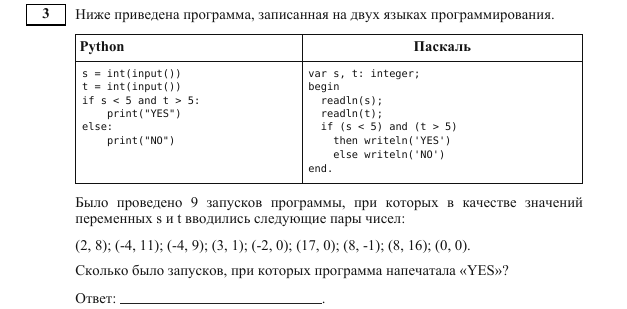 3 Ниже приведена программа, записанная на двух языках программирования.
Python Паскаль
s = int(input())
t = int(input())
if s < 5 and t > 5:
    print("YES")
else:
    print("NO")
var s, t: integer;
begin
  readln(s);
  readln(t);
  if (s < 5) and (t > 5)
    then writeln('YES')
    else writeln('NO')
end.
Было проведено 9 запусков программы, при которых в качестве значений
переменных s и t вводились следующие пары чисел:
(2, 8); (-4, 11); (-4, 9); (3, 1); (-2, 0); (17, 0); (8, -1); (8, 16); (0, 0).
Сколько было запусков, при которых программа напечатала «YES»?
Ответ: ____________________________.